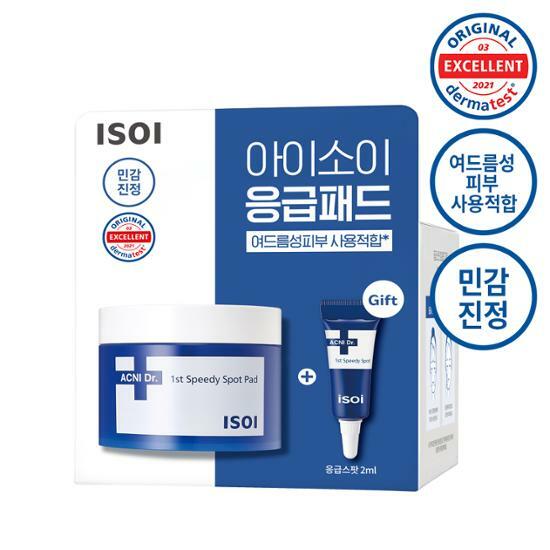 ISOI
민감
진정
ORIGINAL
03
EXCELLENT
2021
dermatest®
아이소이
응급패드
여드름성피부 사용적합*
Gift
ACNI Dr.
1st Speedy Spot Pad
ISOI
+
ACNI Dr.
1st Speedy Spot
isoi
응급스팟 2ml
ORIGINAL
03
EXCELLENT
2021
dermatest®
여드름성
피부
사용적합
민감
진정